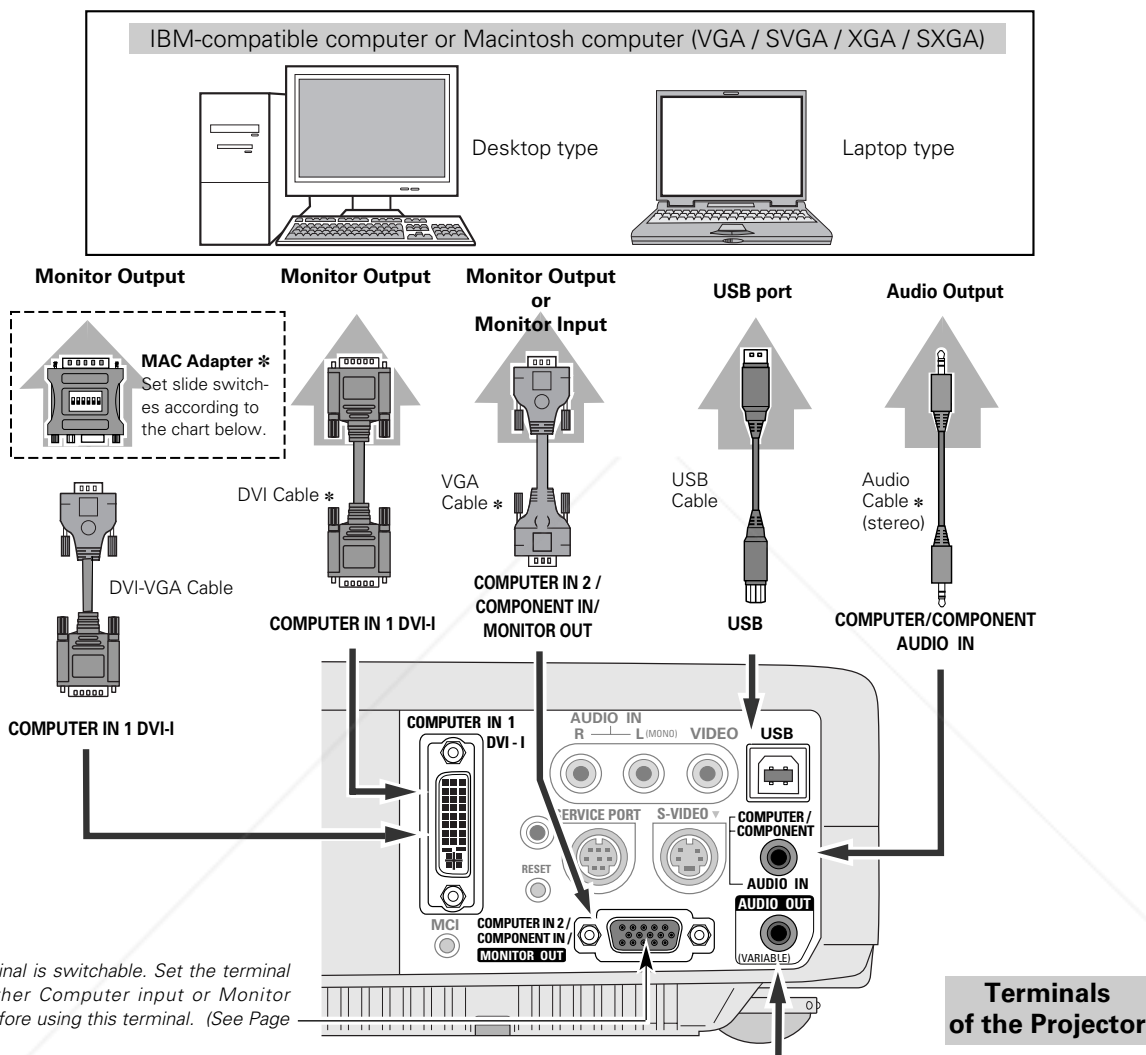 IBM-compatible computer or Macintosh computer (VGA / SVGA / XGA / SXGA)
Desktop type
Laptop type
Monitor Output
Monitor Output
Monitor Output
or
Monitor Input
USB port
Audio Output
MAC Adapter ✻
Set slide switch-
es according to
the chart below.
DVI Cable ✻
VGA
Cable ✻
USB
Cable
Audio
Cable ✻
(stereo)
DVI-VGA Cable
COMPUTER IN 1 DVI-I
COMPUTER IN 1 DVI-I
COMPUTER IN 2 /
COMPONENT IN/
MONITOR OUT
USB
COMPUTER/COMPONENT
AUDIO IN
COMPUTER IN 1
DVI - I
AUDIO IN
R
L (MONO)
VIDEO
USB
SERVICE PORT
S-VIDEO ▼
COMPUTER /
COMPONENT
AUDIO IN
RESET
MCI
COMPUTER IN 2 /
COMPONENT IN /
MONITOR OUT
AUDIO OUT
(VARIABLE)
is switchable. Set the terminal
Computer input or Monitor
using this terminal. (See Page
Terminals
of the Projector